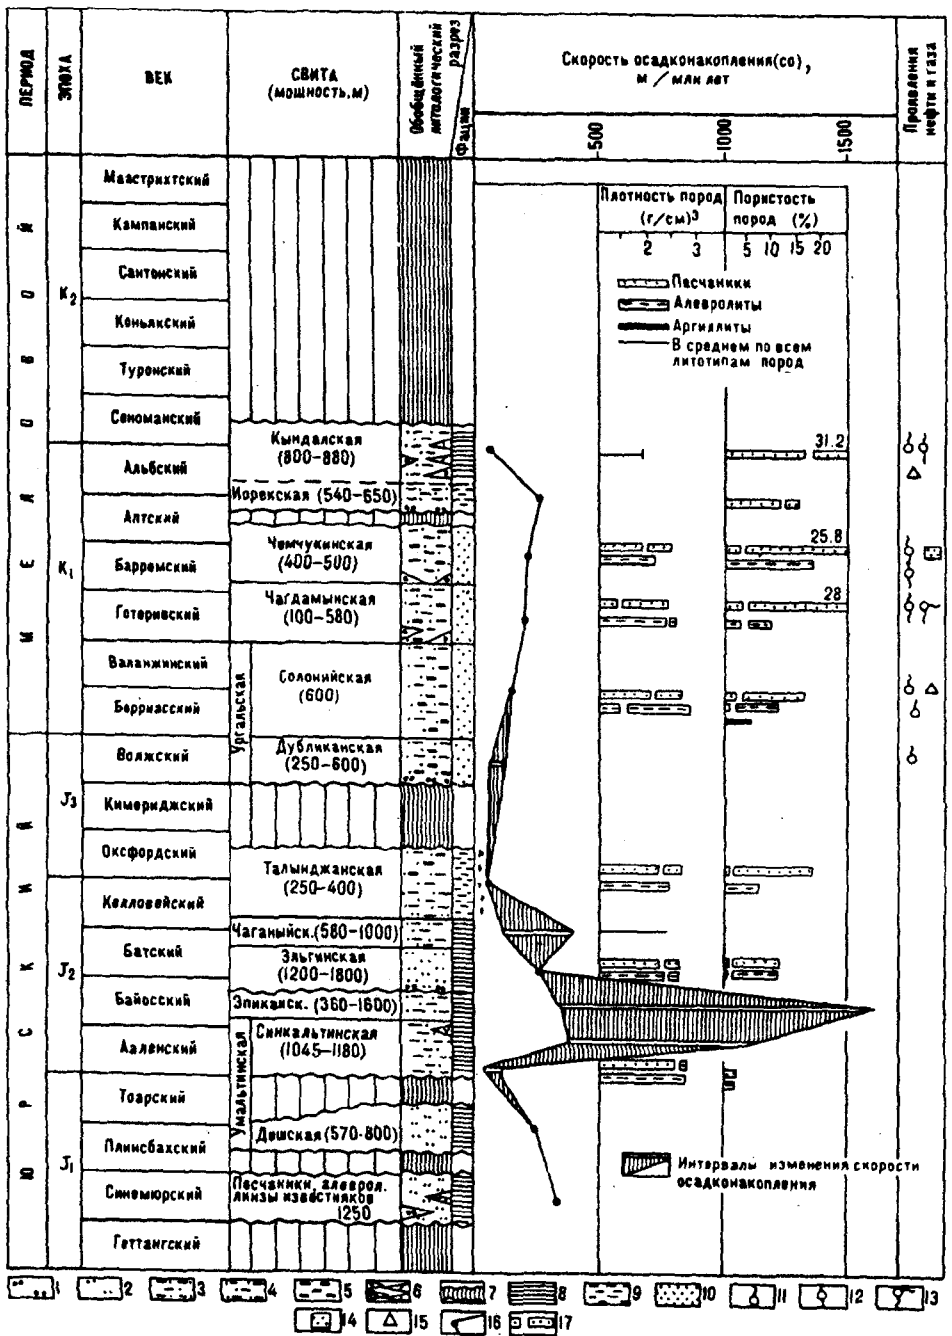 ПЕРИОД
ЭПОХА
ВЕК
СВИТА
(мощность, м)
Обобщённый
литологический
разрез
Фации
Скорость осадконакопления(со),
м / млн лет
500
1000
1500
Проявления
нефти и газа
МЕЛОВОЙ
ЮРСКИЙ
K2
K1
J3
J2
J1
Маастрихтский
Кампанский
Сантонский
Коньякский
Туронский
Сеноманский
Альбский
Аптский
Барремский
Готеривский
Валанжинский
Берриасский
Волжский
Кимериджский
Оксфордский
Келловейский
Батский
Байосский
Ааленский
Тоарский
Плинсбахский
Синемюрский
Геттангский
Кындалская
(800-880)
Иорекская (540-650)
Чемчукинская
(400-500)
Чагдамынская
(100-580)
Ургальская
Солонийская
(600)
Дубликанская
(250-600)
Талынджанская
(250-400)
Чаганыйск.(580-1000)
Эльгинская
(1200-1800)
Эпиканск. (360-1600)
Умальтинская
Синкальтинская
(1045-1180)
Дешская (570-800)
Песчаники, алеврол.
линзы известняков
1250
Плотность пород
(г/см)3
2
3
Пористость
пород (%)
5 10 15 20
Песчаники
Алевролиты
Аргиллиты
В среднем по всем
литотипам пород
31.2
25.8
28
Интервалы изменения скорости
осадконакопления
1 2 3 4 5 6 7 8 9 10 11 12 13
14 15 16 17